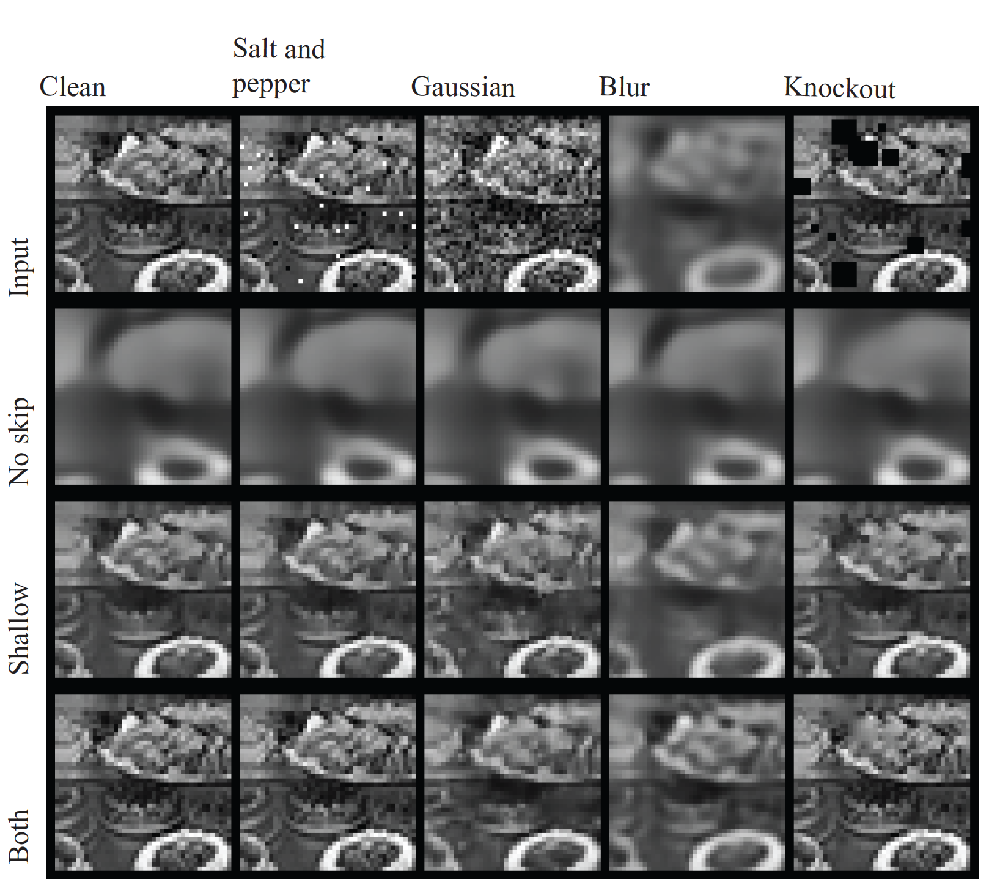 Salt and
Clean pepper Gaussian Blur Knockout
Input
No skip
Shallow
Both